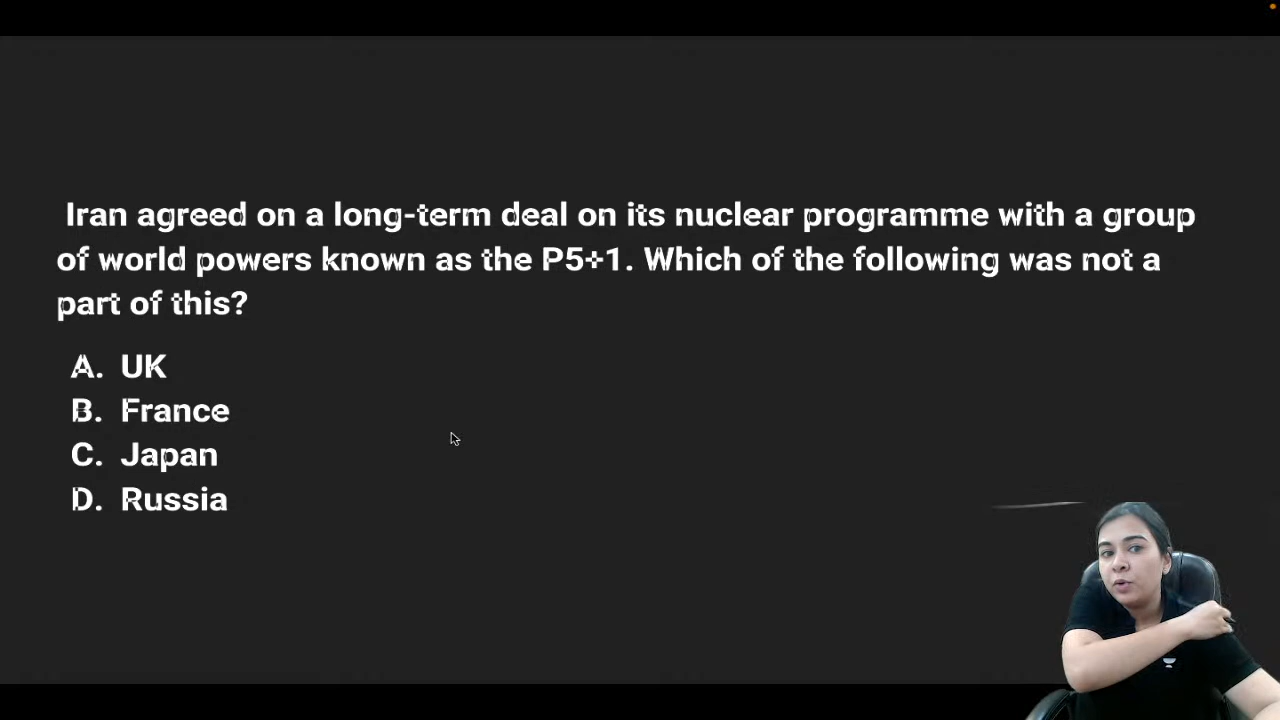 Iran agreed on a long-term deal on its nuclear programme with a group
of world powers known as the P5+1. Which of the following was not a
part of this?
A. UK
B. France
C. Japan
D. Russia